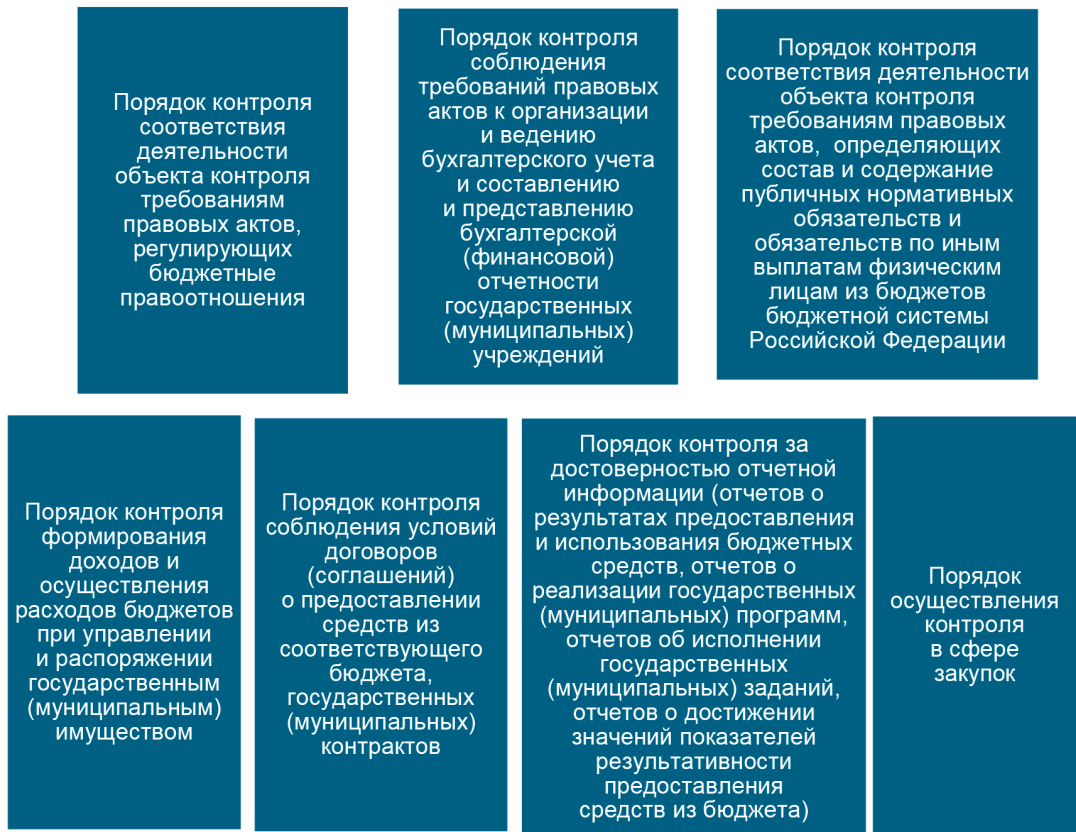 Порядок контроля
соответствия
деятельности
объекта контроля
требованиям
правовых актов,
регулирующих
бюджетные
правоотношения
Порядок контроля
соблюдения
требований правовых
актов к организации
и ведению
бухгалтерского учета
и составлению
и представлению
бухгалтерской
(финансовой)
отчетности
государственных
(муниципальных)
учреждений
Порядок контроля
соответствия деятельности
объекта контроля
требованиям правовых
актов, определяющих
состав и содержание
публичных нормативных
обязательств и
обязательств по иным
выплатам физическим
лицам из бюджетов
бюджетной системы
Российской Федерации
Порядок контроля
формирования
доходов и
осуществления
расходов бюджетов
при управлении
и распоряжении
государственным
(муниципальным)
имуществом
Порядок контроля
соблюдения условий
договоров
(соглашений)
о предоставлении
средств из
соответствующего
бюджета,
государственных
(муниципальных)
контрактов
Порядок контроля за
достоверностью отчетной
информации (отчетов о
результатах предоставления
и использования бюджетных
средств, отчетов о
реализации государственных
(муниципальных) программ,
отчетов об исполнении
государственных
(муниципальных) заданий,
отчетов о достижении
значений показателей
результативности
предоставления
средств из бюджета)
Порядок
осуществления
контроля
в сфере
закупок